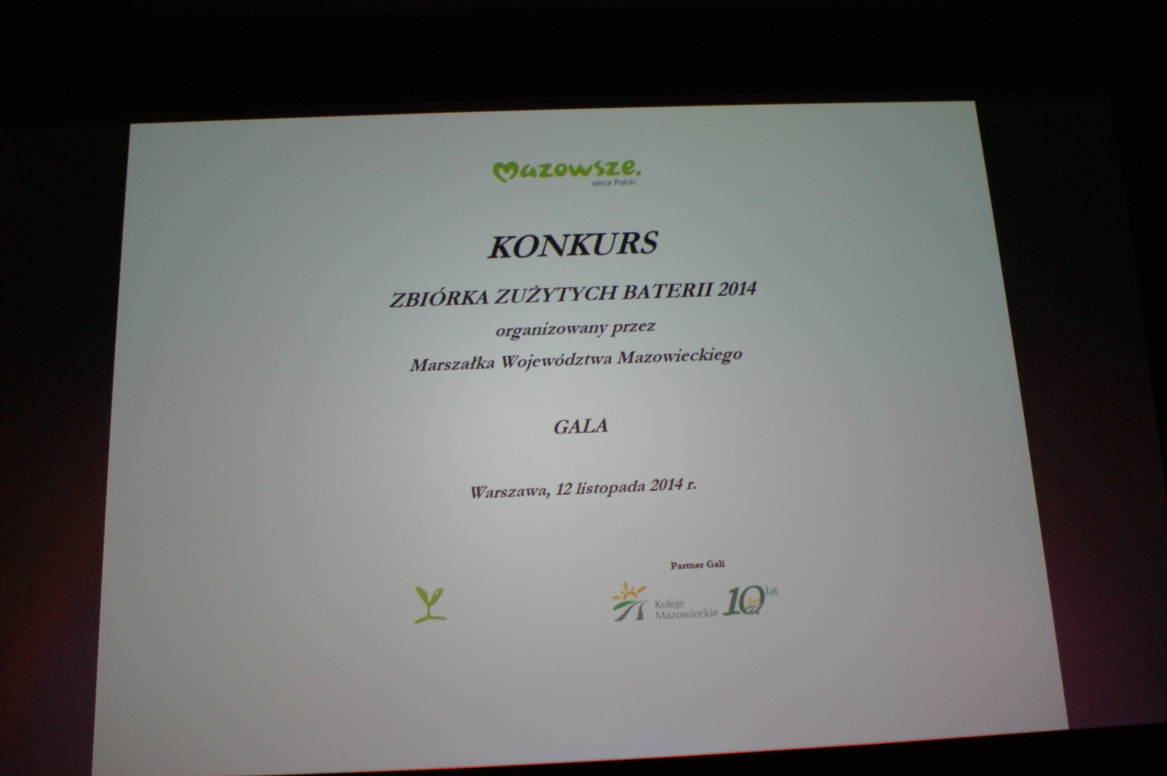 mazowsze.
serce Polski
KONKURS
ZBIÓRKA ZUŻYTYCH BATERII 2014
organizowany przez
Marszałka Województwa Mazowieckiego
GALA
Warszawa, 12 listopada 2014 r.
Partner Gali
Koleje
Mazowieckie
10 lat